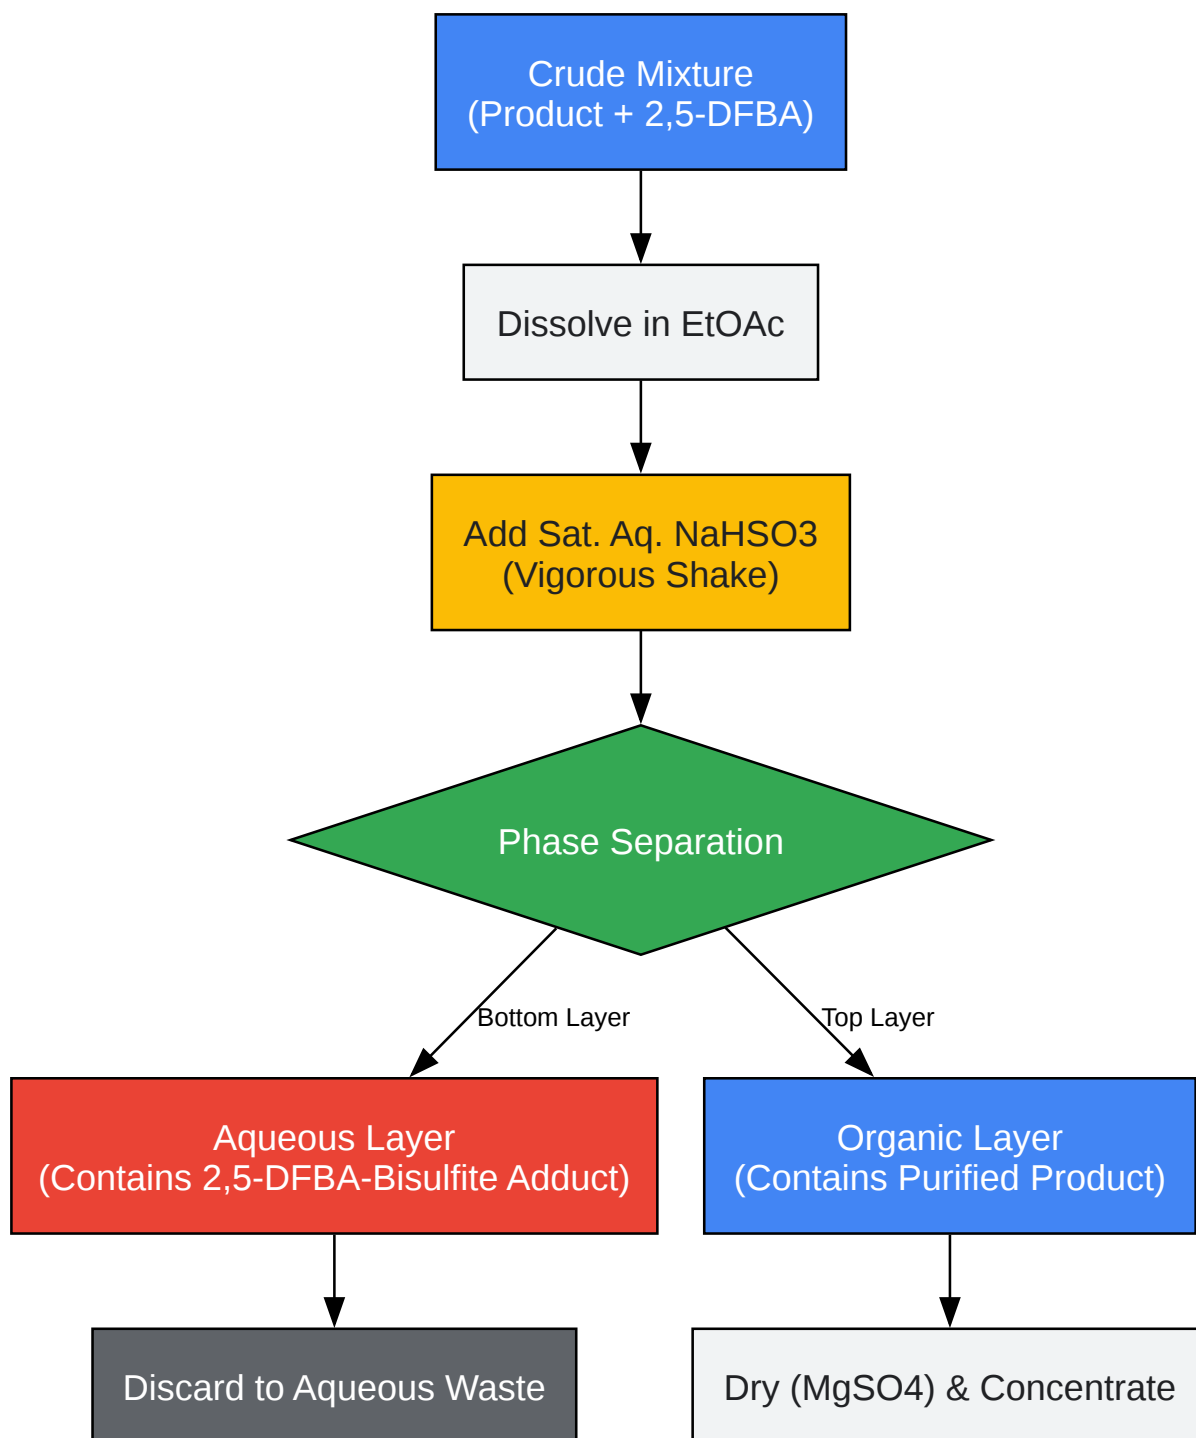 Crude Mixture
(Product + 2,5-DFBA)
Dissolve in EtOAc
Add Sat. Aq. NaHSO3
(Vigorous Shake)
Phase Separation
Bottom Layer
Top Layer
Aqueous Layer
(Contains 2,5-DFBA-Bisulfite Adduct)
Organic Layer
(Contains Purified Product)
Discard to Aqueous Waste
Dry (MgSO4) & Concentrate